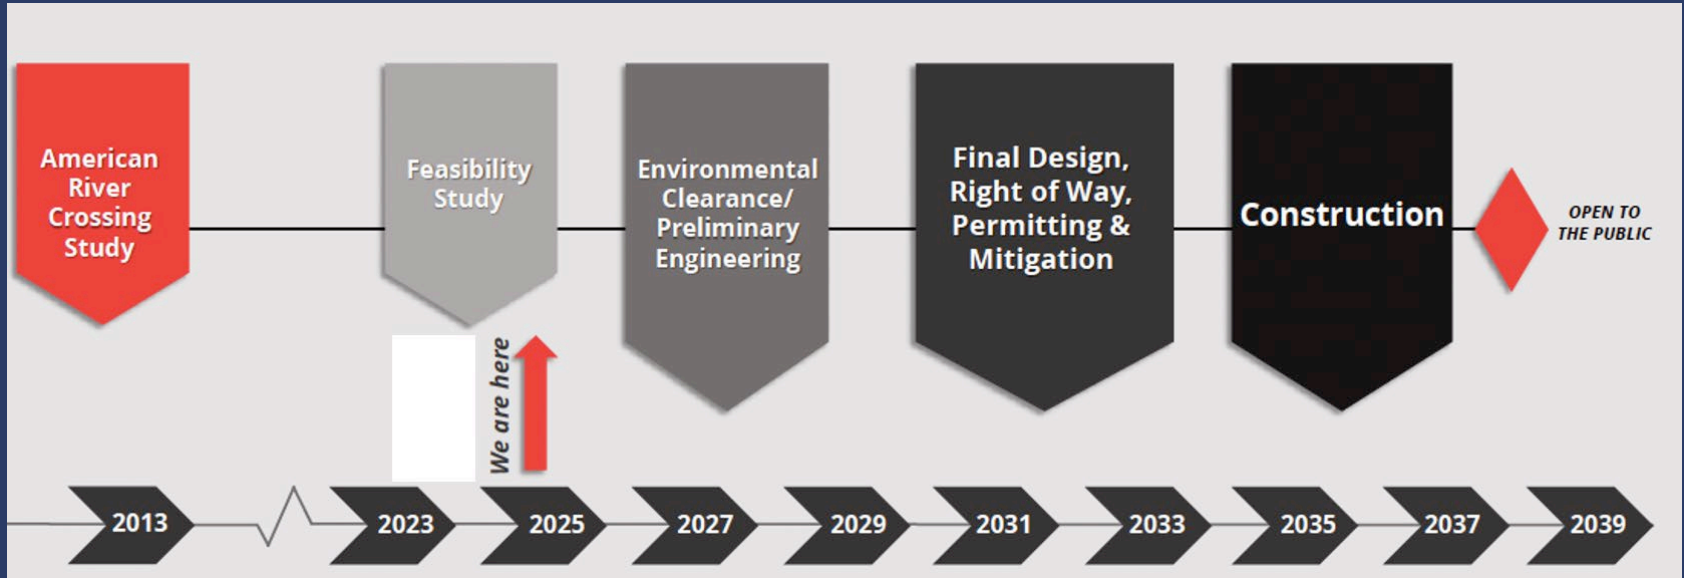 American
River
Crossing
Study
Feasibility
Study
Environmental
Clearance/
Preliminary
Engineering
Final Design,
Right of Way,
Permitting &
Mitigation
Construction
OPEN TO
THE PUBLIC
We are here
2013
2023
2025
2027
2029
2031
2033
2035
2037
2039